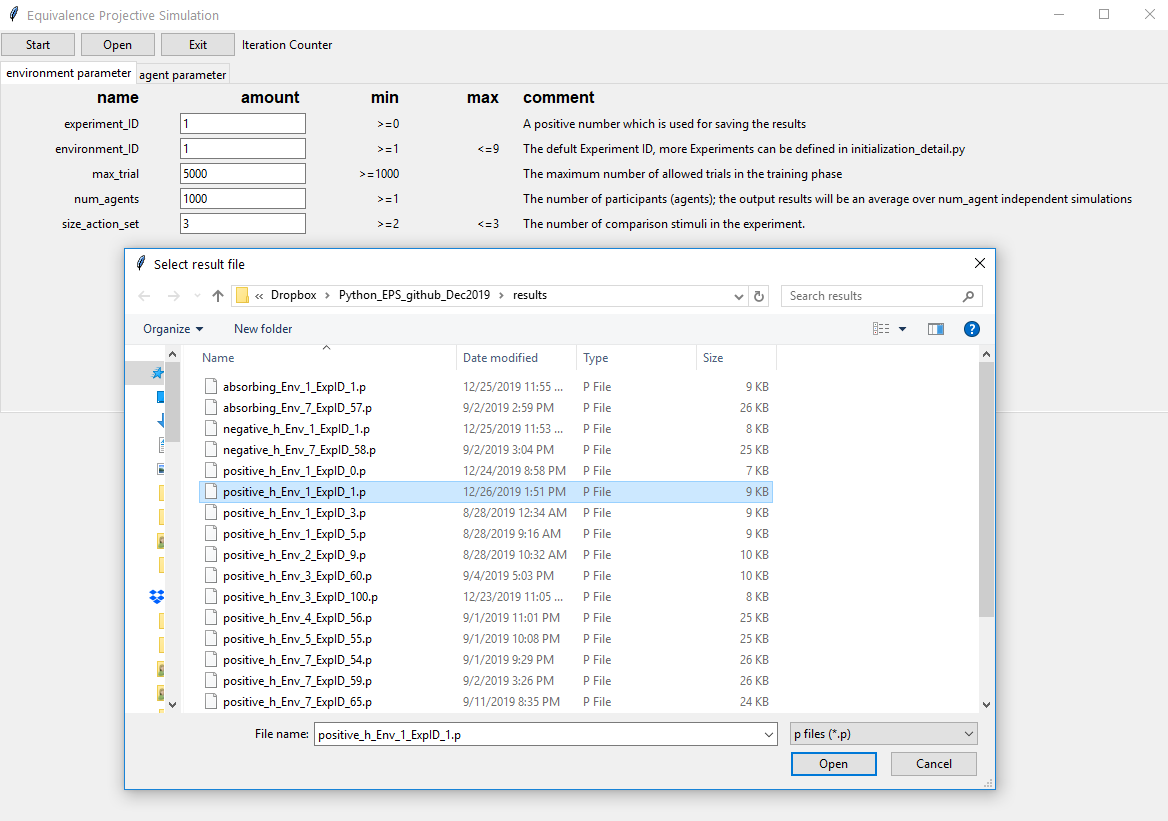 Equivalence Projective Simulation
Start Open Exit Iteration Counter
environment parameter agent parameter
name amount min max comment
experiment_ID 1 >=0 A positive number which is used for saving the results
environment_ID 1 >=1 <=9 The defult Experiment ID, more Experiments can be defined in initialization_detail.py
max_trial 5000 >=1000 The maximum number of allowed trials in the training phase
num_agents 1000 >=1 The number of participants (agents); the output results will be an average over num_agent independent simulations
size_action_set 3 >=2 <=3 The number of comparison stimuli in the experiment.
Select result file
« Dropbox › Python_EPS_github_Dec2019 › results Search results
Organize New folder
Name Date modified Type Size
absorbing_Env_1_ExpID_1.p 12/25/2019 11:55 ... P File 9 KB
absorbing_Env_7_ExpID_57.p 9/2/2019 2:59 PM P File 26 KB
negative_h_Env_1_ExpID_1.p 12/25/2019 11:53 ... P File 8 KB
negative_h_Env_7_ExpID_58.p 9/2/2019 3:04 PM P File 25 KB
positive_h_Env_1_ExpID_0.p 12/24/2019 8:58 PM P File 7 KB
positive_h_Env_1_ExpID_1.p 12/26/2019 1:51 PM P File 9 KB
positive_h_Env_1_ExpID_3.p 8/28/2019 12:34 AM P File 9 KB
positive_h_Env_1_ExpID_5.p 8/28/2019 9:16 AM P File 9 KB
positive_h_Env_2_ExpID_9.p 8/28/2019 10:32 AM P File 10 KB
positive_h_Env_3_ExpID_60.p 9/4/2019 5:03 PM P File 10 KB
positive_h_Env_3_ExpID_100.p 12/23/2019 11:05 ... P File 8 KB
positive_h_Env_4_ExpID_56.p 9/1/2019 11:01 PM P File 25 KB
positive_h_Env_5_ExpID_55.p 9/1/2019 10:08 PM P File 25 KB
positive_h_Env_7_ExpID_54.p 9/1/2019 9:29 PM P File 26 KB
positive_h_Env_7_ExpID_59.p 9/2/2019 3:26 PM P File 26 KB
positive_h_Env_7_ExpID_65.p 9/11/2019 8:35 PM P File 24 KB
File name: positive_h_Env_1_ExpID_1.p p files (*.p)
Open Cancel